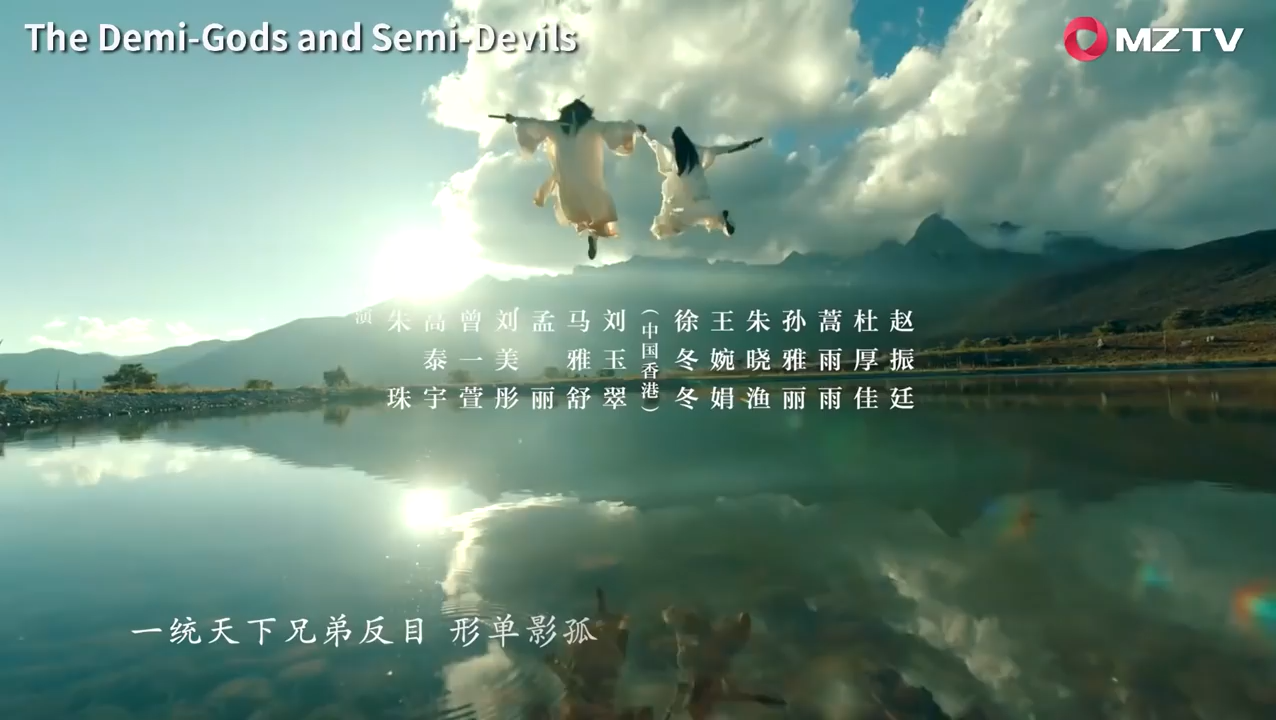 The Demi-Gods and Semi-Devils
MZTV
演
朱珠
高泰宇
曾一萱
刘美彤
孟丽
马雅舒
刘玉翠
（中国香港）
徐冬冬
王婉娟
朱晓渔
孙雅丽
蒿雨雨
杜厚佳
赵振廷
一统天下兄弟反目 形单影孤